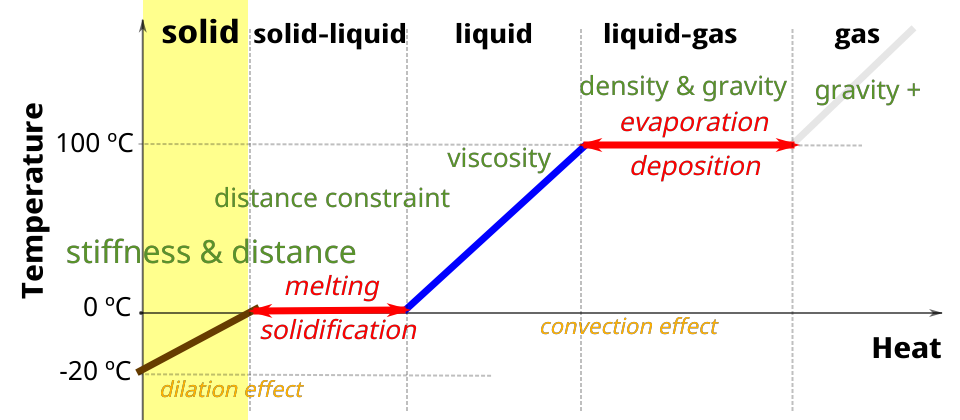 solid
solid-liquid
liquid
liquid-gas
gas
density & gravity
gravity +
evaporation
100 ºC
viscosity
deposition
distance constraint
Temperature
stiffness & distance
melting
0 ºC
solidification
convection effect
Heat
-20 ºC
dilation effect